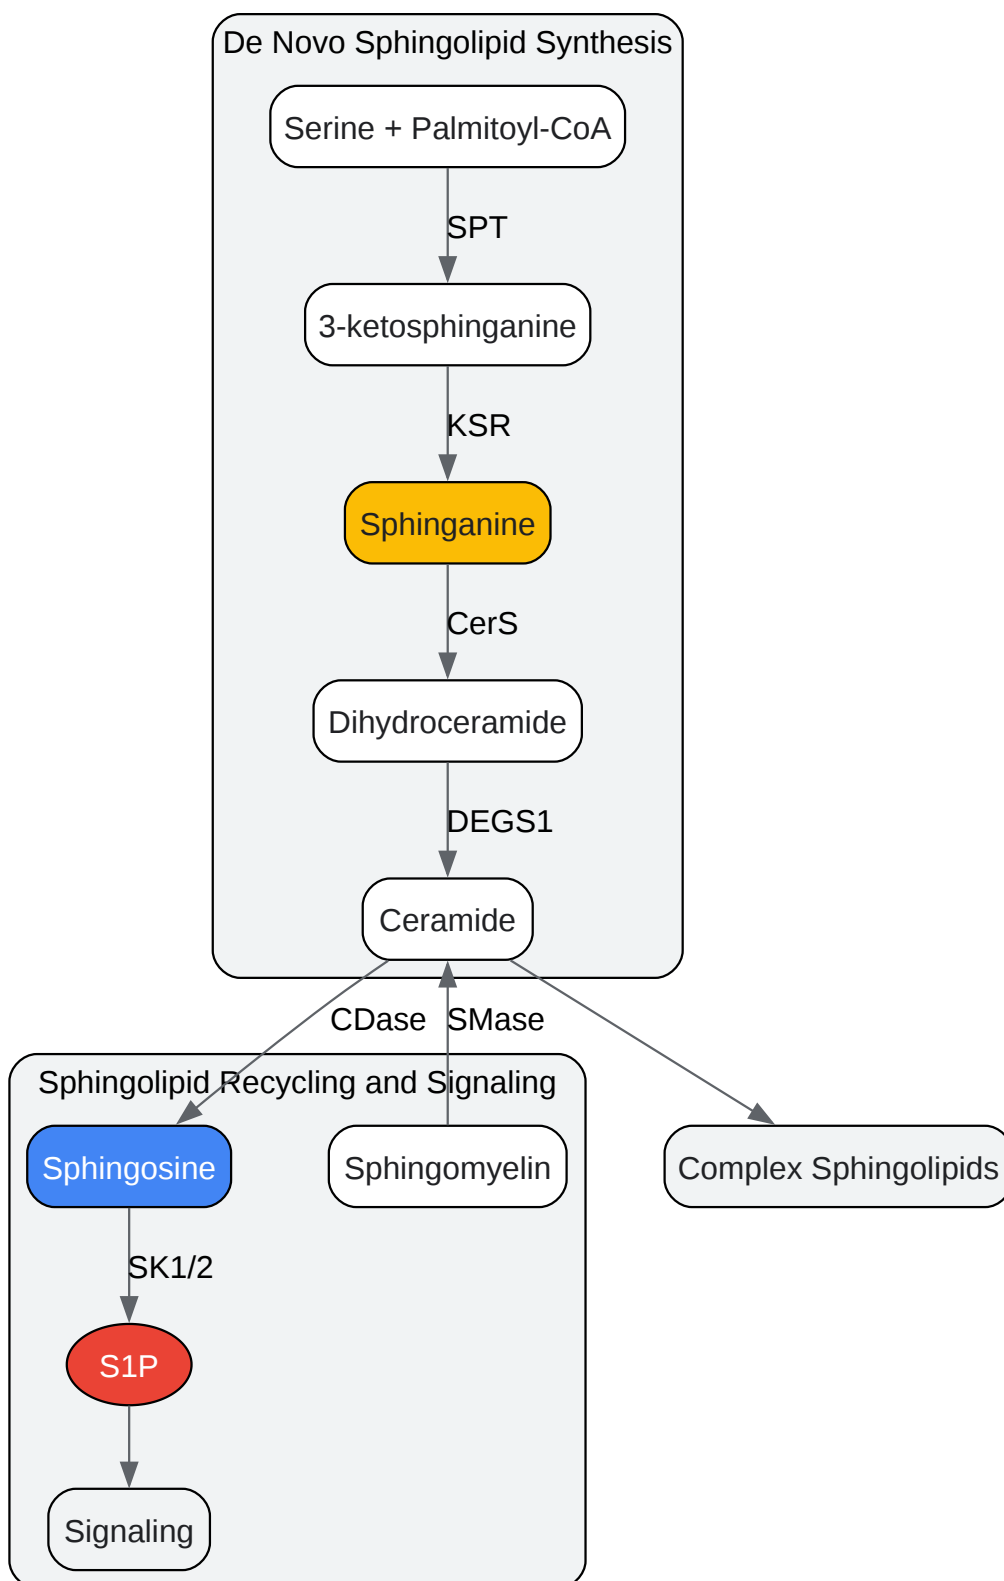 De Novo Sphingolipid Synthesis
Serine + Palmitoyl-CoA
SPT
3-ketosphinganine
KSR
Sphinganine
CerS
Dihydroceramide
DEGS1
Ceramide
CDase
SMase
Sphingolipid Recycling and Signaling
Sphingosine
Sphingomyelin
Complex Sphingolipids
SK1/2
S1P
Signaling